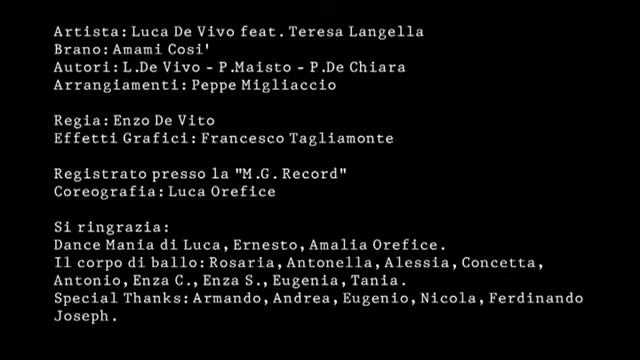 Artista: Luca De Vivo feat. Teresa Langella
Brano: Amami Cosi'
Autori: L.De Vivo - P.Maisto - P.De Chiara
Arrangiamenti: Peppe Migliaccio
Regia: Enzo De Vito
Effetti Grafici: Francesco Tagliamonte
Registrato presso la "M.G. Record"
Coreografia: Luca Orefice
Si ringrazia:
Dance Mania di Luca, Ernesto, Amalia Orefice.
Il corpo di ballo: Rosaria, Antonella, Alessia, Concetta,
Antonio, Enza C., Enza S., Eugenia, Tania.
Special Thanks: Armando, Andrea, Eugenio, Nicola, Ferdinando
Joseph.